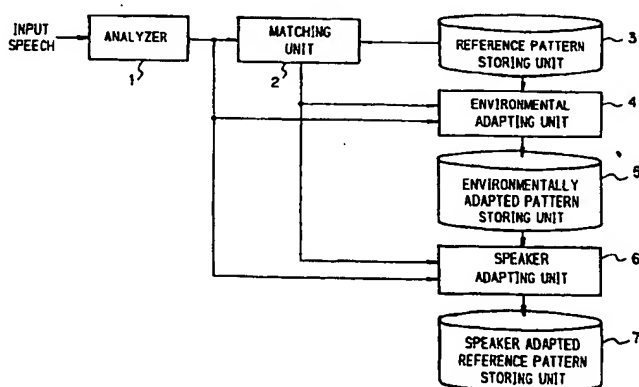 INPUT
SPEECH
ANALYZER
1
MATCHING
UNIT
2
REFERENCE PATTERN
STORING UNIT
3
ENVIRONMENTAL
ADAPTING UNIT
4
ENVIRONMENTALLY
ADAPTED PATTERN
STORING UNIT
5
SPEAKER
ADAPTING UNIT
6
SPEAKER ADAPTED
REFERENCE PATTERN
STORING UNIT
7